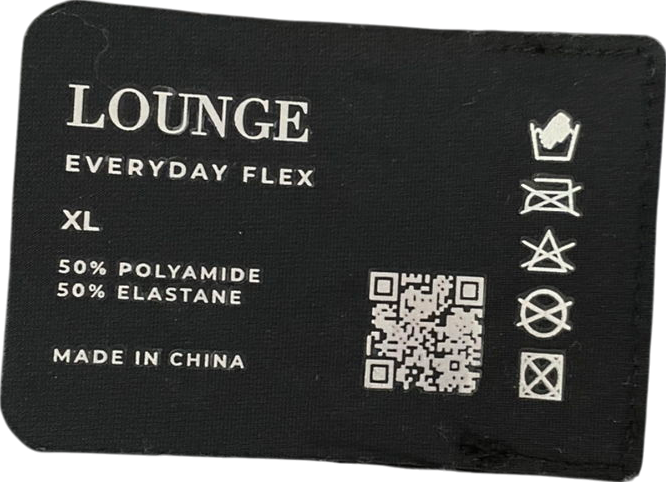 LOUNGE
EVERYDAY FLEX
XL
50% POLYAMIDE
50% ELASTANE
MADE IN CHINA